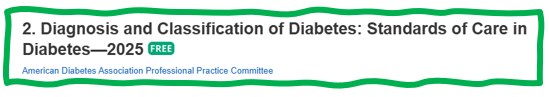 2. Diagnosis and Classification of Diabetes: Standards of Care in
Diabetes—2025 FREE
American Diabetes Association Professional Practice Committee